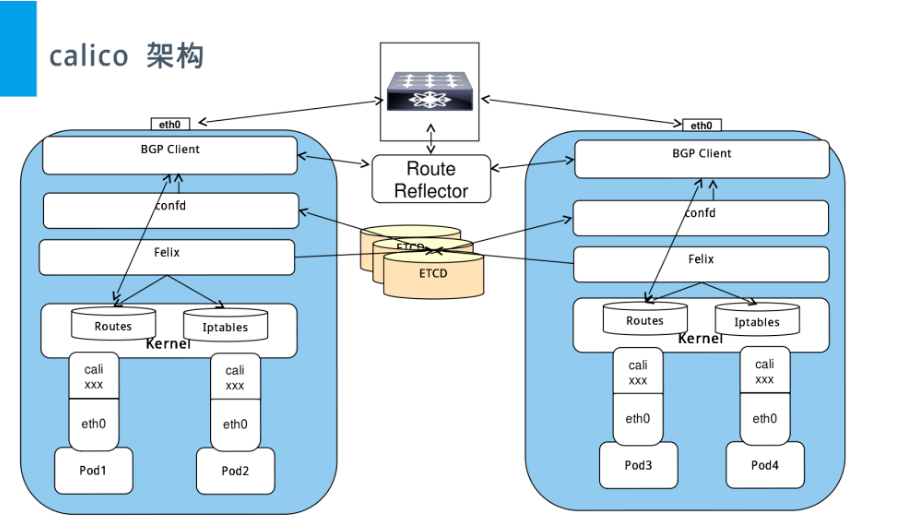 calico 架构
eth0
BGP Client
confd
Felix
Routes
Iptables
Kernel
cali
xxx
eth0
Pod1
cali
xxx
eth0
Pod2
Route
Reflector
ETCD
ETCD
eth0
BGP Client
confd
Felix
Routes
Iptables
Kernel
cali
xxx
eth0
Pod3
cali
xxx
eth0
Pod4